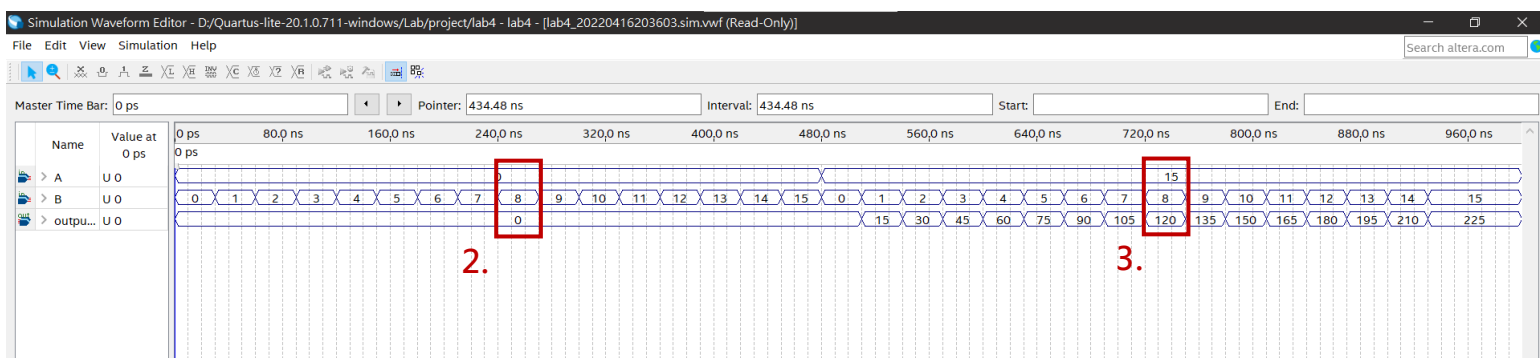 Simulation Waveform Editor - D:/Quartus-lite-20.1.0.711-windows/Lab/project/lab4 - lab4 - [lab4_20220416203603.sim.vwf (Read-Only)]
File Edit View Simulation Help
Search altera.com
Master Time Bar: 0 ps Pointer: 434.48 ns Interval: 434.48 ns Start: End:
Name Value at 0 ps
0 ps 80.0 ns 160.0 ns 240.0 ns 320.0 ns 400.0 ns 480.0 ns 560.0 ns 640.0 ns 720.0 ns 800.0 ns 880.0 ns 960.0 ns
0 ps
A U 0 0 15
B U 0 0 1 2 3 4 5 6 7 8 9 10 11 12 13 14 15 0 1 2 3 4 5 6 7 8 9 10 11 12 13 14 15
outpu... U 0 0 15 30 45 60 75 90 105 120 135 150 165 180 195 210 225
2. 3.